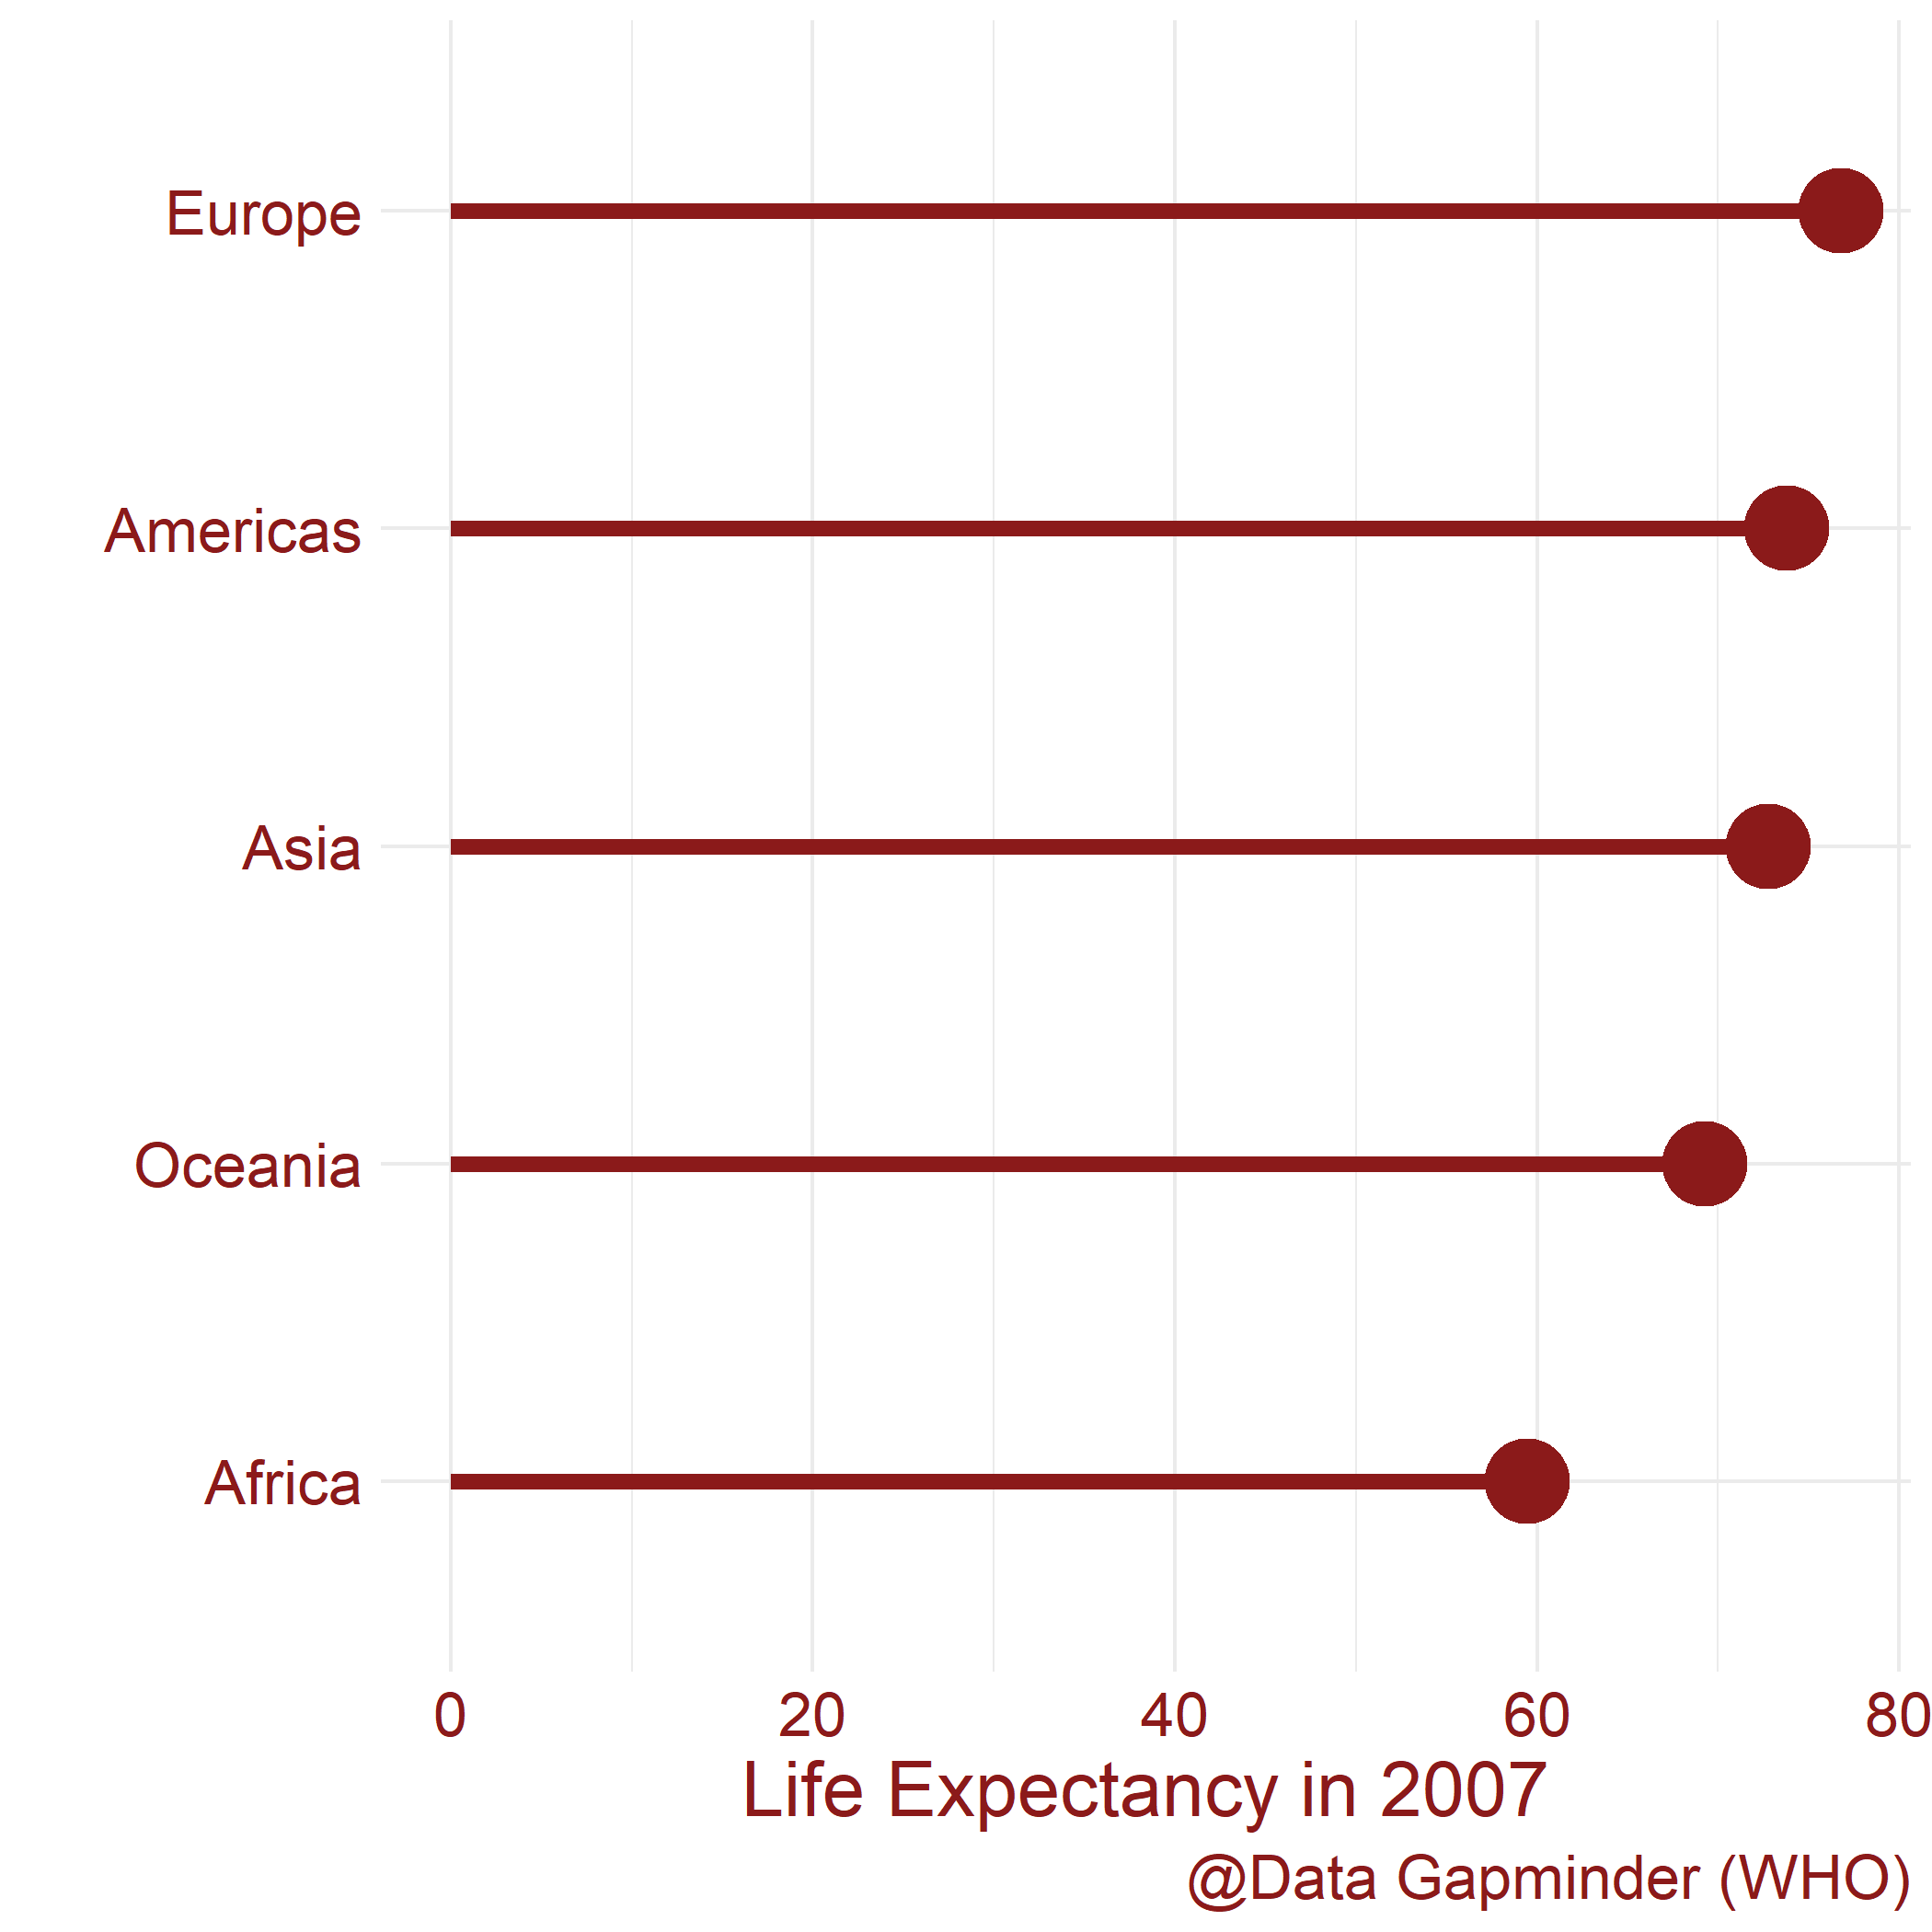 Europe
Americas
Asia
Oceania
Africa
0 20 40 60 80
Life Expectancy in 2007
@Data Gapminder (WHO)